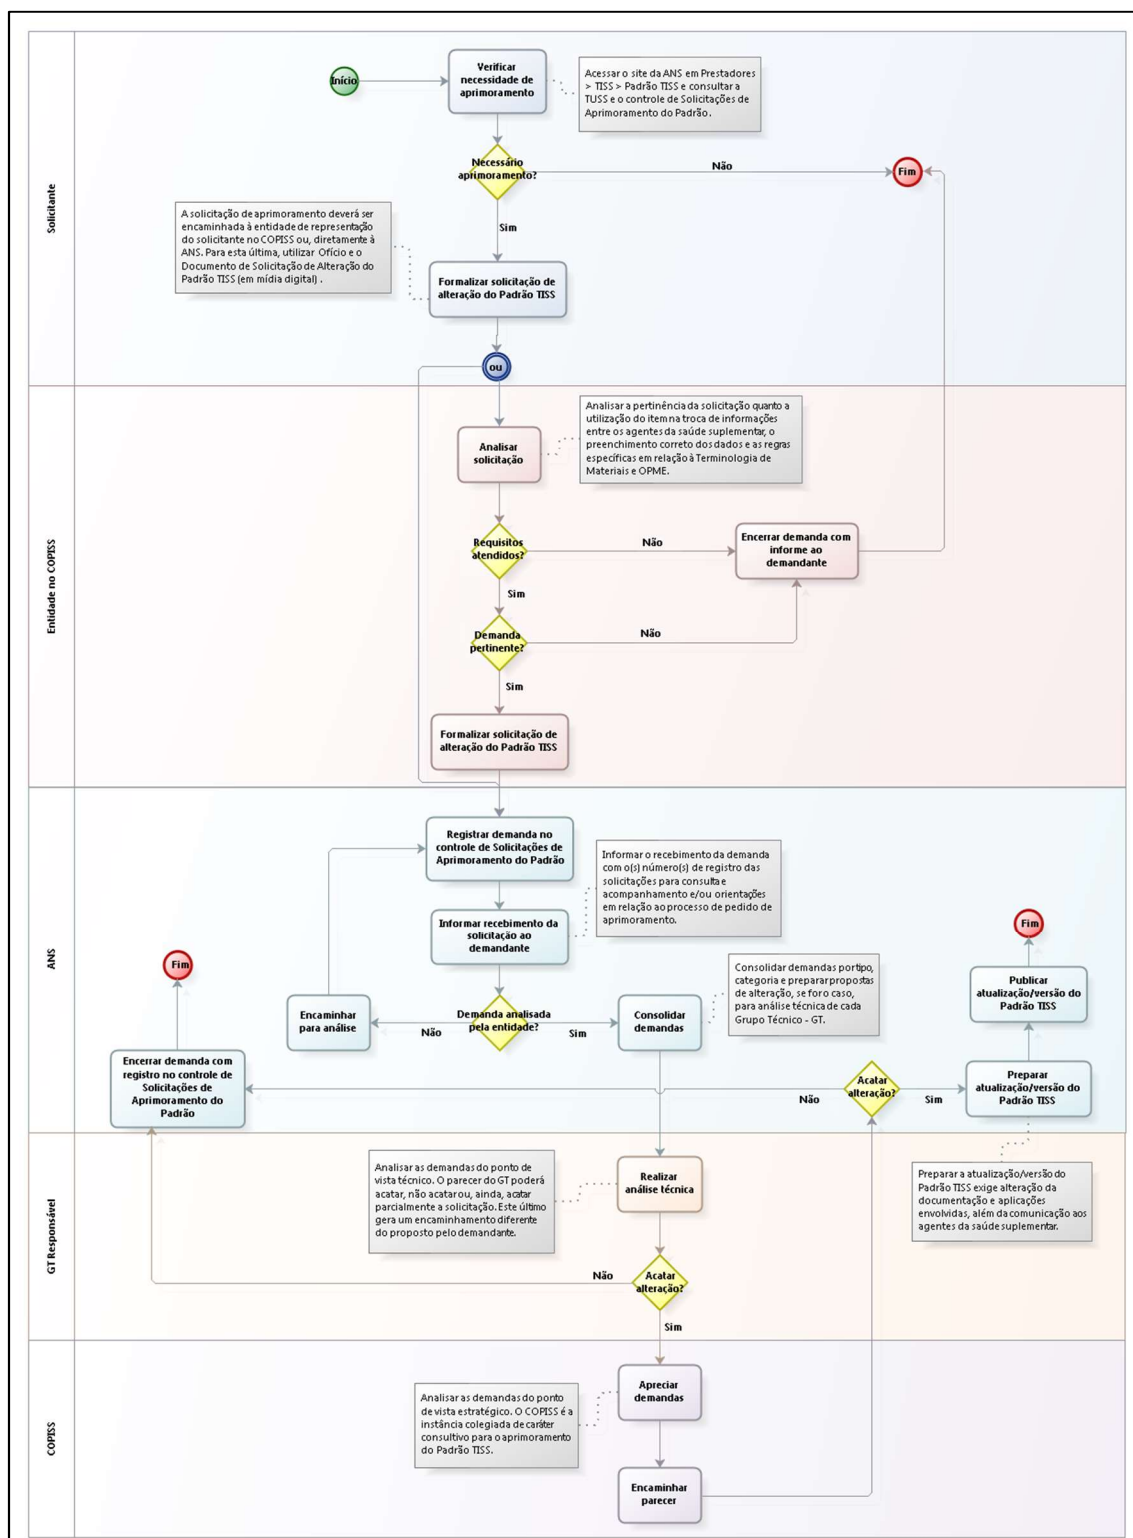 Solicitante
Início
Verificar
necessidade de
aprimoramento
Acessar o site da ANS em Prestadores
> TISS > Padrão TISS e consultar a
TUSS e o controle de Solicitações de
Aprimoramento do Padrão.
Necessário
aprimoramento?
Não
Fim
Sim
A solicitação de aprimoramento deverá ser
encaminhada à entidade de representação
do solicitante no COPISS ou, diretamente à
ANS. Para esta última, utilizar Ofício e o
Documento de Solicitação de Alteração do
Padrão TISS (em mídia digital) .
Formalizar solicitação de
alteração do Padrão TISS
ou
Entidade no COPISS
Analisar
solicitação
Analisar a pertinência da solicitação quanto a
utilização do item na troca de informações
entre os agentes da saúde suplementar, o
preenchimento correto dos dados e as regras
específicas em relação à Terminologia de
Materiais e OPME.
Requisitos
atendidos?
Não
Encerrar demanda com
informe ao
demandante
Sim
Demanda
pertinente?
Não
Sim
Formalizar solicitação de
alteração do Padrão TISS
ANS
Registrar demanda no
controle de Solicitações de
Aprimoramento do Padrão
Informar o recebimento da demanda
com o(s) número(s) de registro das
solicitações para consulta e
acompanhamento e/ou orientações
em relação ao processo de pedido de
aprimoramento.
Informar recebimento da
solicitação ao
demandante
Fim
Fim
Consolidar demandas por tipo,
categoria e preparar propostas
de alteração, se for o caso,
para análise técnica de cada
Grupo Técnico - GT.
Publicar
atualização/versão do
Padrão TISS
Encaminhar
para análise
Não
Demanda analisada
pela entidade?
Sim
Consolidar
demandas
Encerrar demanda com
registro no controle de
Solicitações de
Aprimoramento do
Padrão
Não
Acatar
alteração?
Sim
Preparar
atualização/versão do
Padrão TISS
GT Responsável
Analisar as demandas do ponto de
vista técnico. O parecer do GT poderá
acatar, não acatar ou, ainda, acatar
parcialmente a solicitação. Este último
gera um encaminhamento diferente
do proposto pelo demandante.
Realizar
análise técnica
Preparar a atualização/versão do
Padrão TISS exige alteração da
documentação e aplicações
envolvidas, além da comunicação aos
agentes da saúde suplementar.
Não
Acatar
alteração?
Sim
COPISS
Apreciar
demandas
Analisar as demandas do ponto
de vista estratégico. O COPISS é a
instância colegiada de caráter
consultivo para o aprimoramento
do Padrão TISS.
Encaminhar
parecer